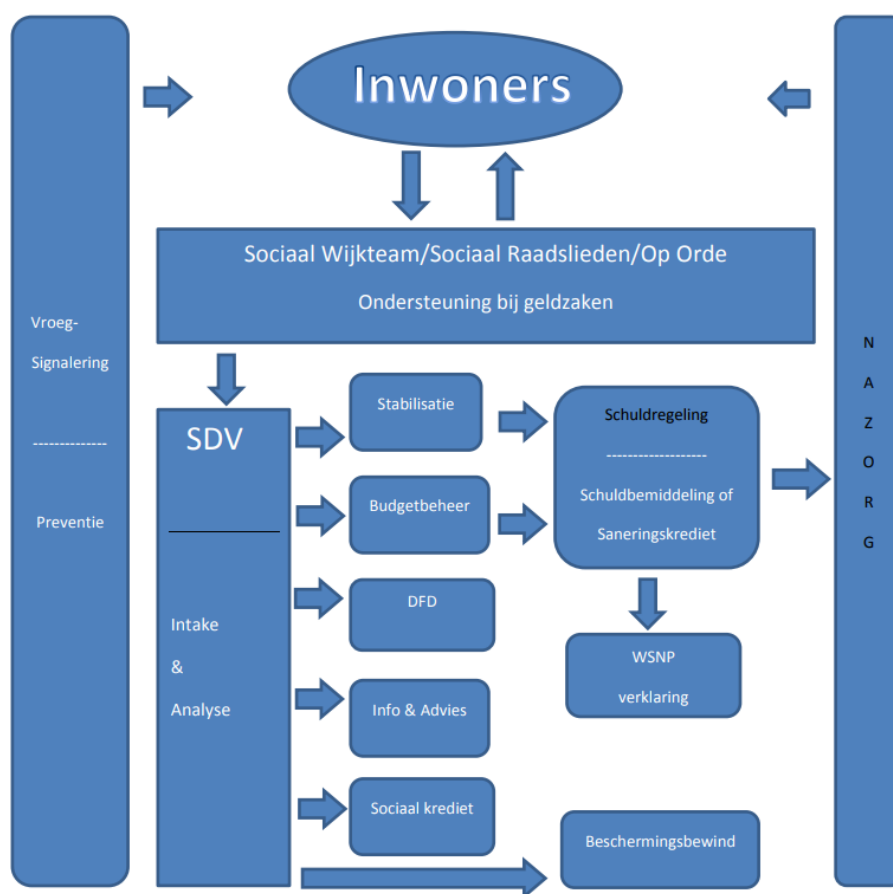 Inwoners
Sociaal Wijkteam/Sociaal Raadslieden/Op Orde
Ondersteuning bij geldzaken
Vroeg-
Signalering
--------------
Preventie
SDV
Intake
&
Analyse
Stabilisatie
Budgetbeheer
DFD
Info & Advies
Sociaal krediet
Schuldregeling
-------------------
Schuldbemiddeling of
Saneringskrediet
WSNP
verklaring
Beschermingsbewind
N
A
Z
O
R
G